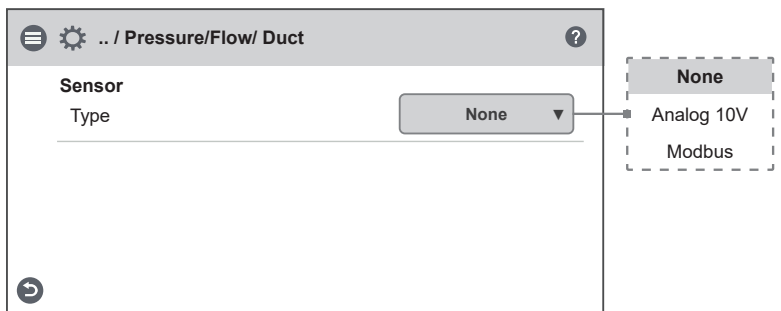 .. / Pressure/Flow/ Duct ?
Sensor
Type None ▼
None
Analog 10V
Modbus